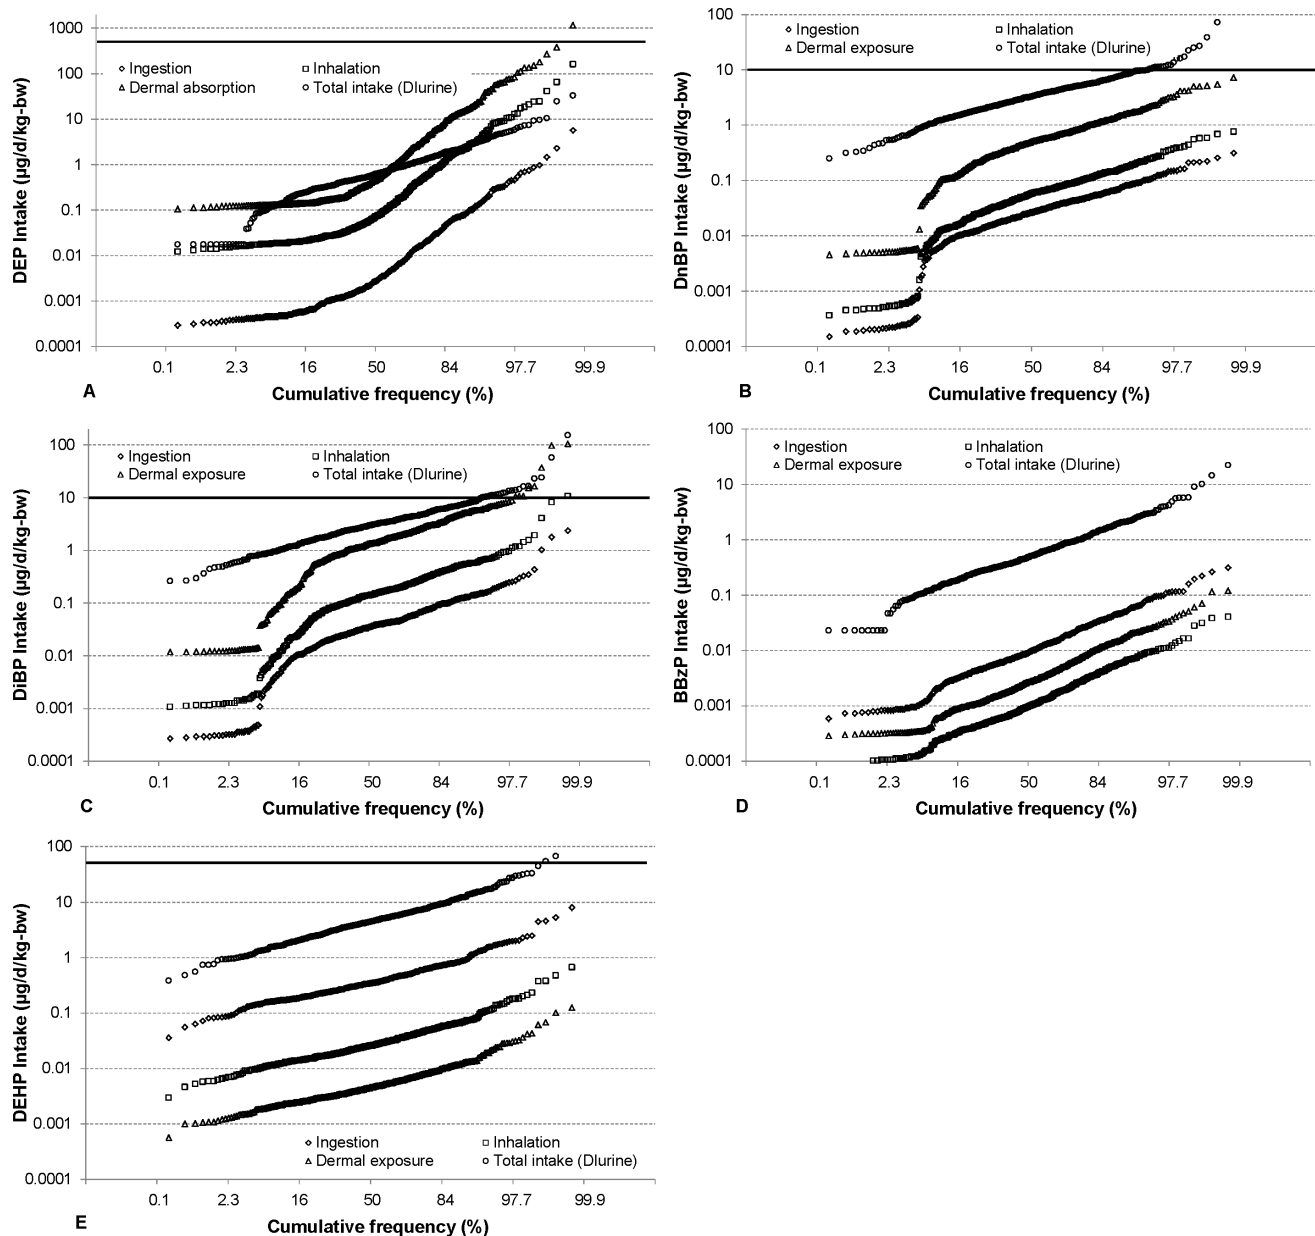 1000
100
10
1
0.1
0.01
0.001
0.0001
DEP Intake (µg/d/kg-bw)
Ingestion
Inhalation
Dermal absorption
Total intake (DIurine)
0.1 2.3 16 50 84 97.7 99.9
A
Cumulative frequency (%)
100
10
1
0.1
0.01
0.001
0.0001
DnBP Intake (µg/d/kg-bw)
Ingestion
Inhalation
Dermal exposure
Total intake (DIurine)
0.1 2.3 16 50 84 97.7 99.9
B
Cumulative frequency (%)
100
10
1
0.1
0.01
0.001
0.0001
DiBP Intake (µg/d/kg-bw)
Ingestion
Inhalation
Dermal exposure
Total intake (DIurine)
0.1 2.3 16 50 84 97.7 99.9
C
Cumulative frequency (%)
100
10
1
0.1
0.01
0.001
0.0001
BBzP Intake (µg/d/kg-bw)
Ingestion
Inhalation
Dermal exposure
Total intake (DIurine)
0.1 2.3 16 50 84 97.7 99.9
D
Cumulative frequency (%)
100
10
1
0.1
0.01
0.001
0.0001
DEHP Intake (µg/d/kg-bw)
Ingestion
Inhalation
Dermal exposure
Total intake (DIurine)
0.1 2.3 16 50 84 97.7 99.9
E
Cumulative frequency (%)